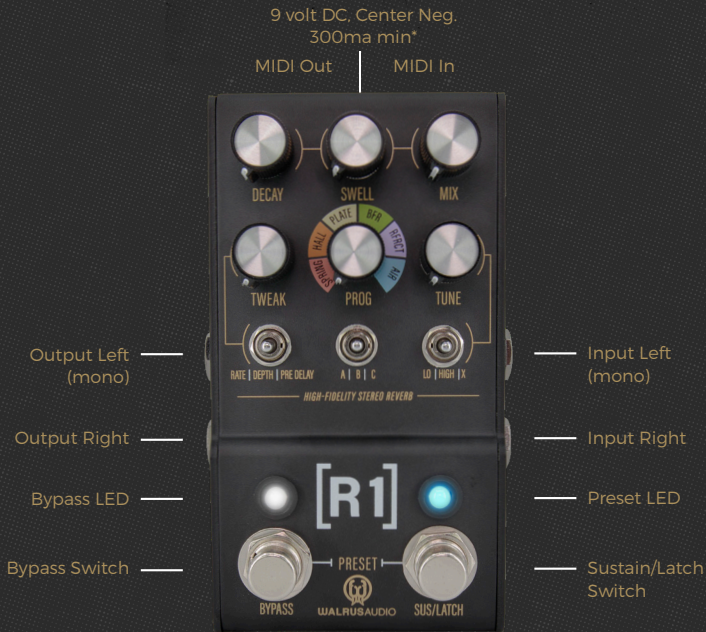 9 volt DC, Center Neg.
300ma min*
MIDI Out
MIDI In
DECAY
SWELL
MIX
SPRING
HALL
PLATE
BFR
RFRCT
AIR
TWEAK
PROG
TUNE
RATE | DEPTH | PRE DELAY
A | B | C
LO | HIGH | X
Output Left
(mono)
Input Left
(mono)
HIGH-FIDELITY STEREO REVERB
Output Right
Input Right
Bypass LED
[R1]
Preset LED
Bypass Switch
PRESET
Sustain/Latch
Switch
BYPASS
WALRUSAUDIO
SUS/LATCH